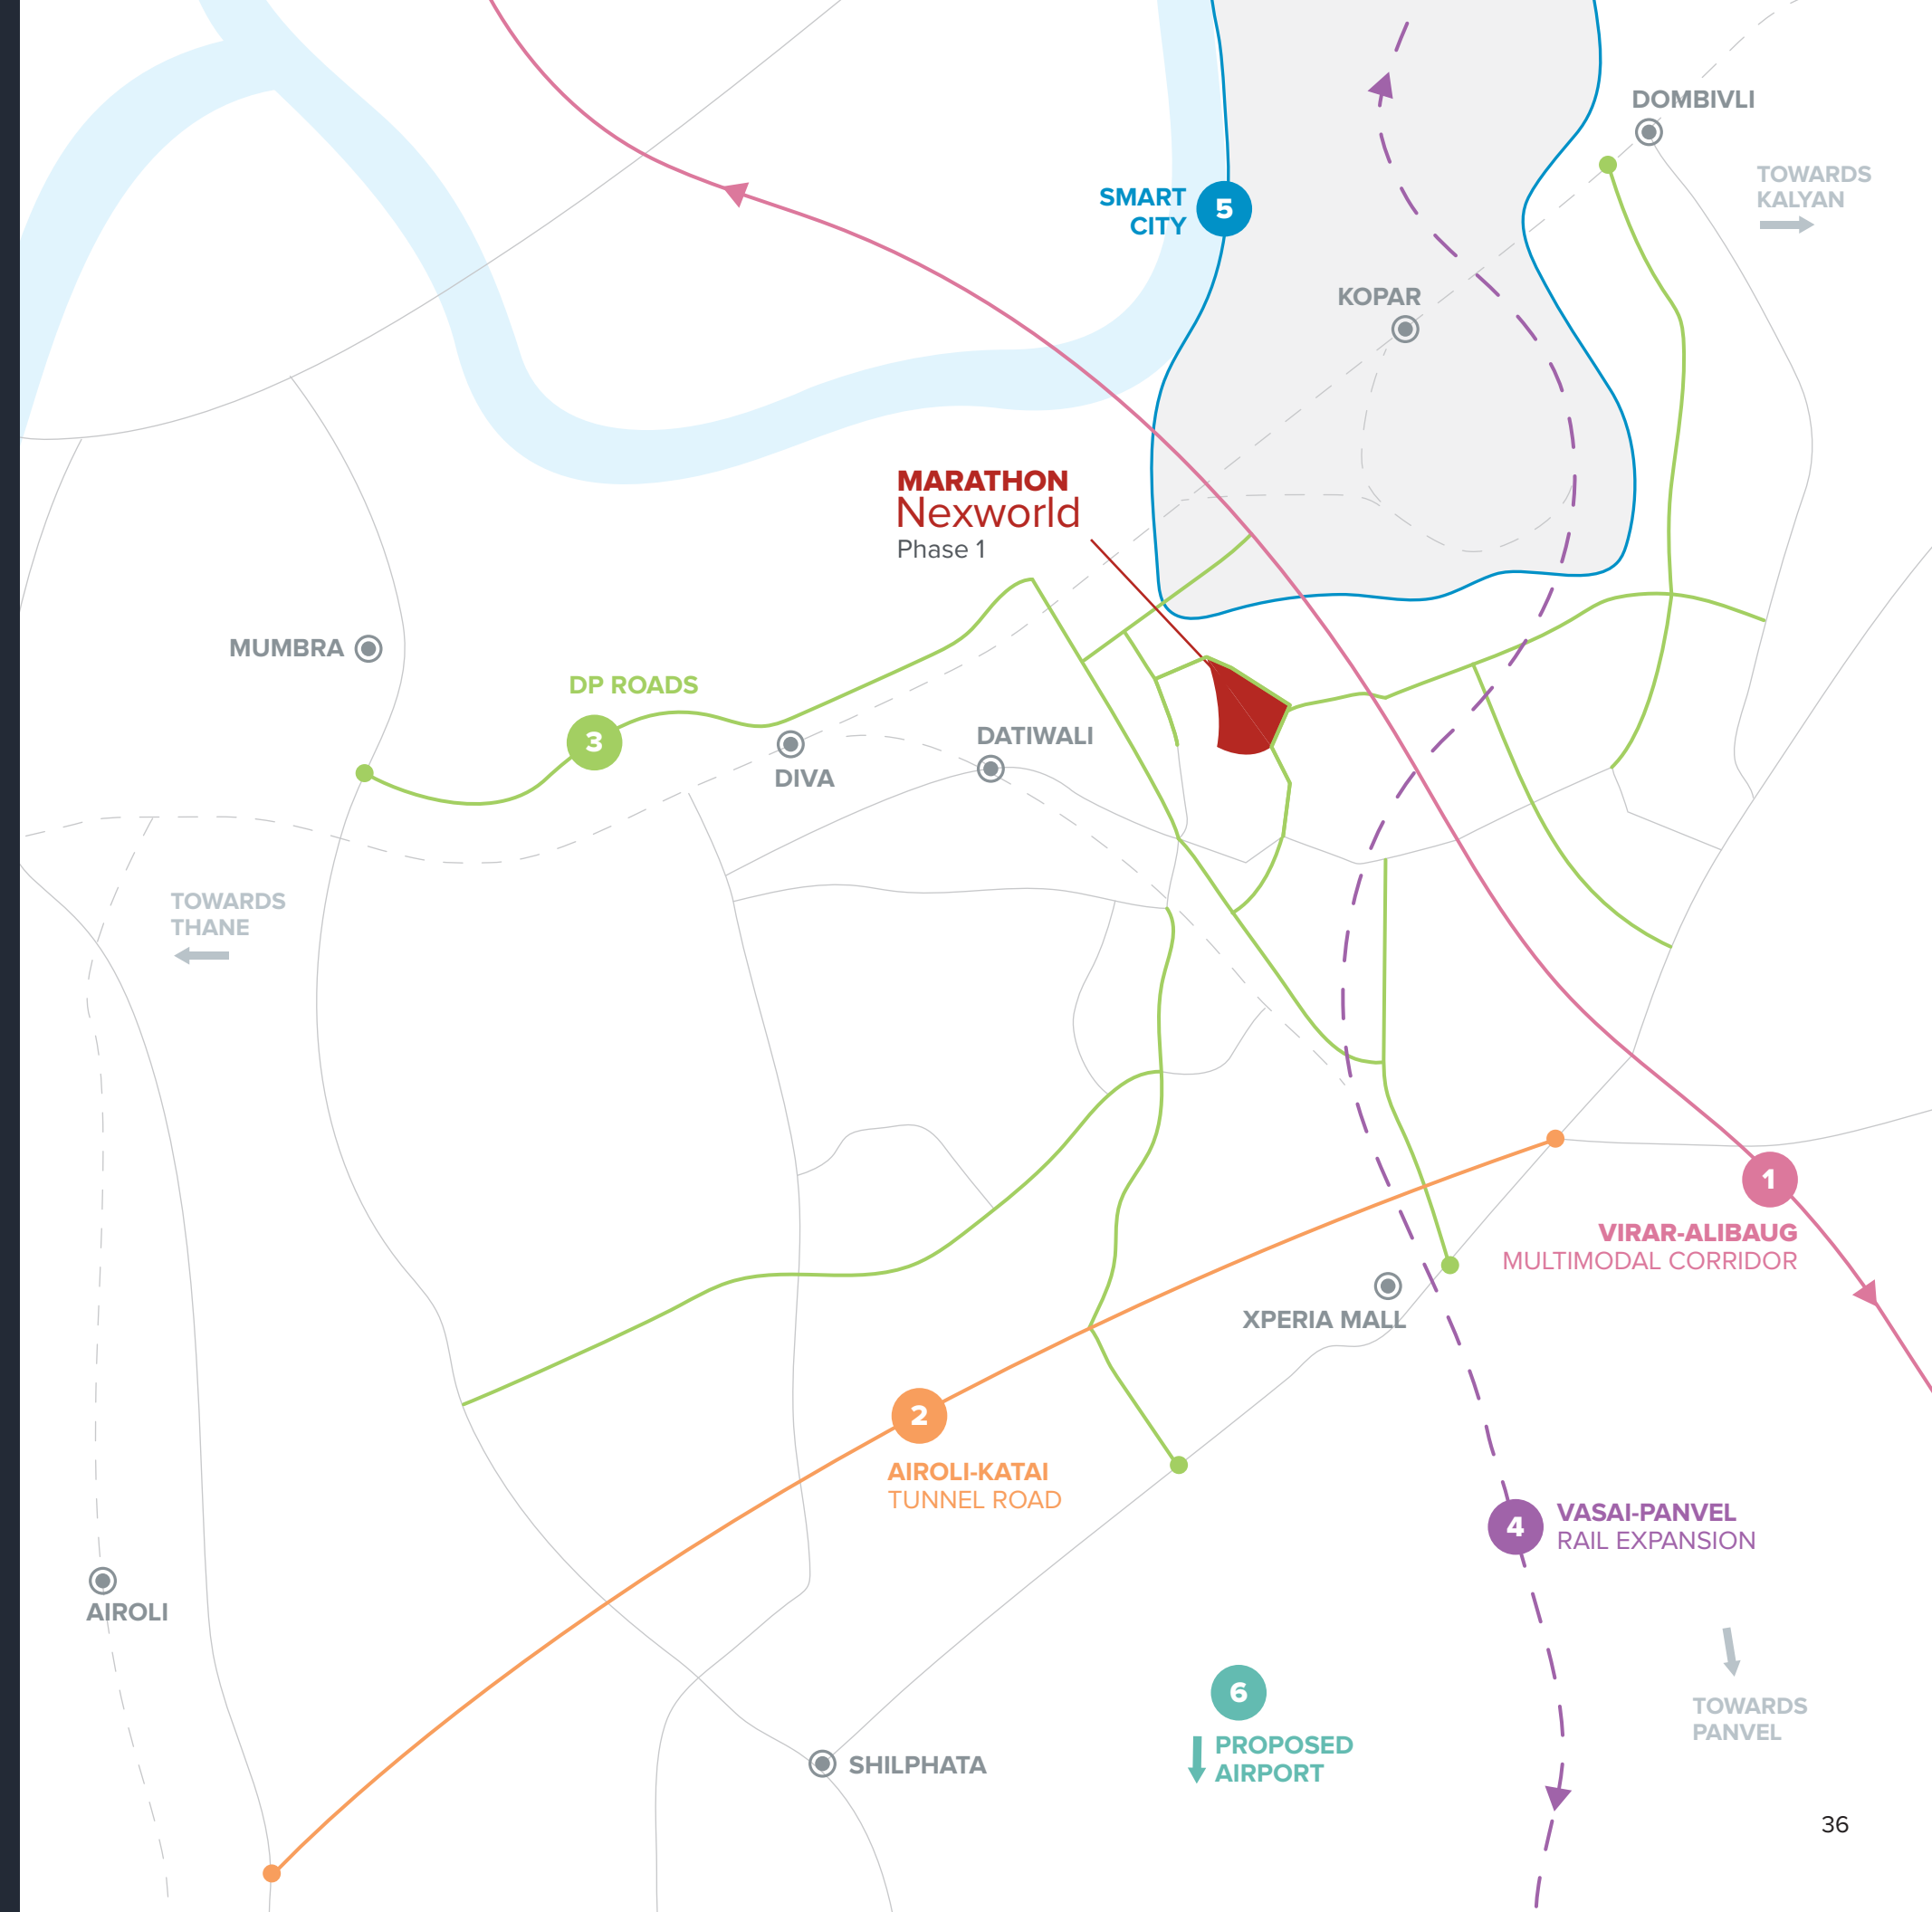 DOMBIVLI
TOWARDS
KALYAN
SMART
CITY
5
KOPAR
MARATHON
Nexworld
Phase 1
MUMBRA
DP ROADS
3
DIVA
DATIWALI
TOWARDS
THANE
1
VIRAR-ALIBAUG
MULTIMODAL CORRIDOR
XPERIA MALL
2
AIROLI-KATAI
TUNNEL ROAD
4
VASAI-PANVEL
RAIL EXPANSION
AIROLI
6
PROPOSED
AIRPORT
TOWARDS
PANVEL
SHILPHATA
36